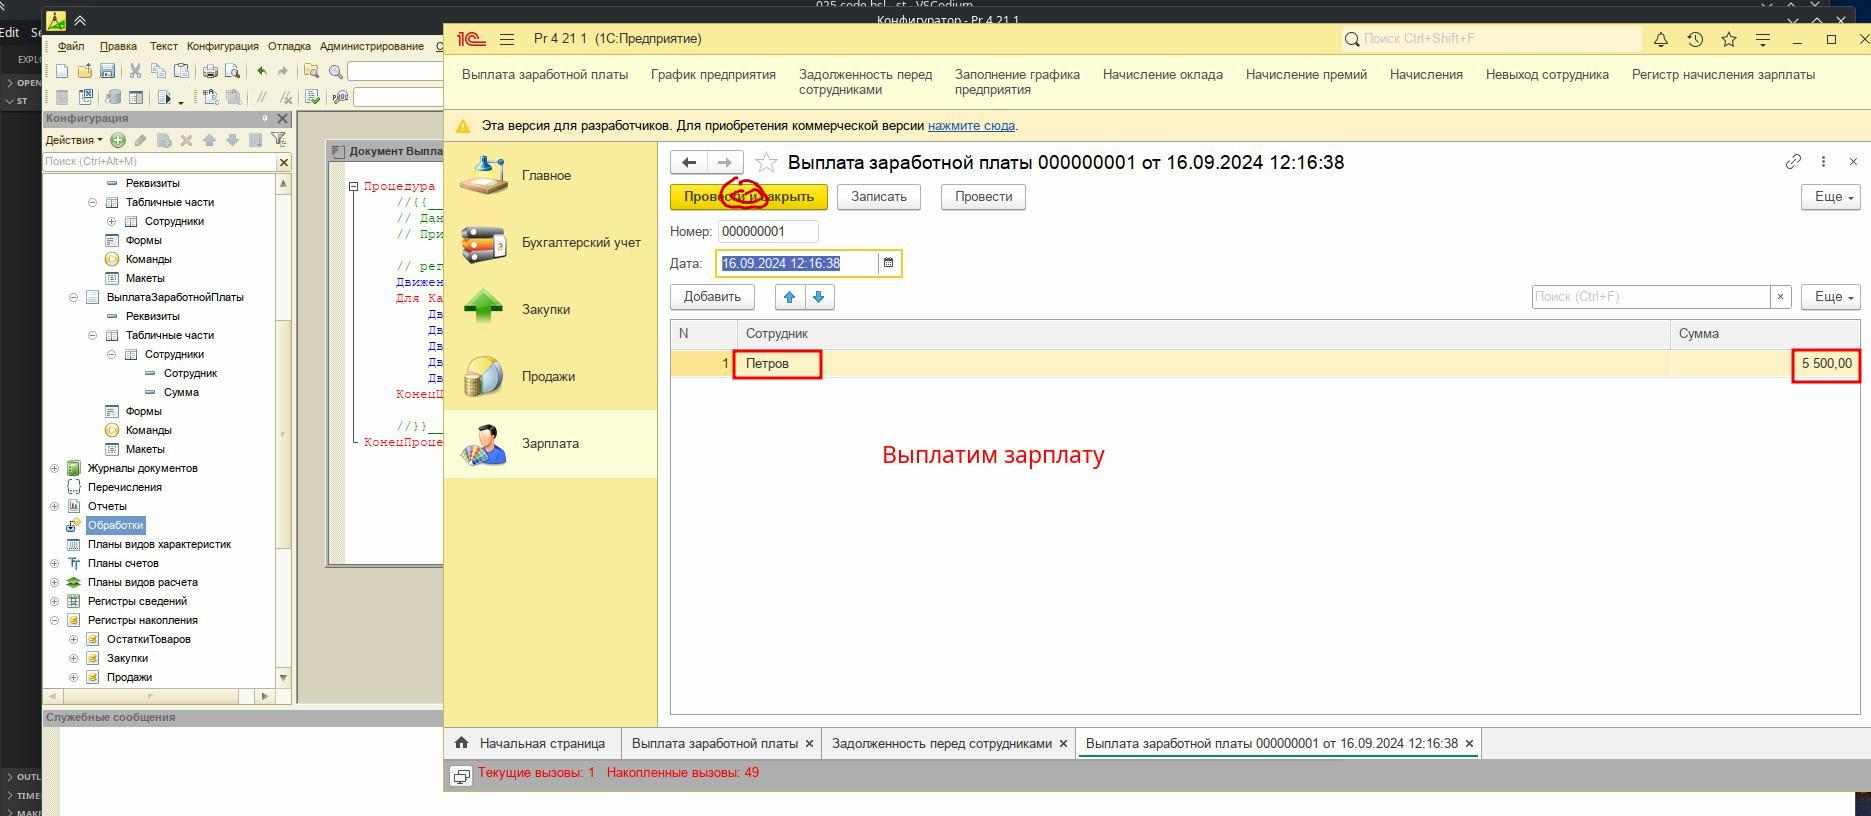 025 code.bsl - st - VSCodium
Edit
Конфигуратор - Pr 4 21 1
Файл Правка Текст Конфигурация Отладка Администрирование
EXPL
OPEN
ST
Конфигурация
Действия
Поиск (Ctrl+Alt+M)
Реквизиты
Табличные части
Сотрудники
Формы
Команды
Макеты
ВыплатаЗаработнойПлаты
Реквизиты
Табличные части
Сотрудники
Сотрудник
Сумма
Формы
Команды
Макеты
Журналы документов
Перечисления
Отчеты
Обработки
Планы видов характеристик
Планы счетов
Планы видов расчета
Регистры сведений
Регистры накопления
ОстаткиТоваров
Закупки
Продажи
Служебные сообщения
OUTL
TIME
MAKE
Документ Выпла
Процедура
//{{__
// Дан
// При
// рег
Движен
Для Ка
Дв
Дв
Дв
Дв
Дв
КонецЦ
//}}__
КонецПроце
1С Pr 4 21 1 (1С:Предприятие)
Поиск Ctrl+Shift+F
Выплата заработной платы График предприятия Задолженность перед сотрудниками Заполнение графика предприятия Начисление оклада Начисление премий Начисления Невыход сотрудника Регистр начисления зарплаты
Эта версия для разработчиков. Для приобретения коммерческой версии нажмите сюда.
Главное
Бухгалтерский учет
Закупки
Продажи
Зарплата
Выплата заработной платы 000000001 от 16.09.2024 12:16:38
Провести и закрыть Записать Провести Еще
Номер: 000000001
Дата: 16.09.2024 12:16:38
Добавить Поиск (Ctrl+F) × Еще
N Сотрудник Сумма
1 Петров 5 500,00
Выплатим зарплату
Начальная страница Выплата заработной платы × Задолженность перед сотрудниками × Выплата заработной платы 000000001 от 16.09.2024 12:16:38 ×
Текущие вызовы: 1 Накопленные вызовы: 49